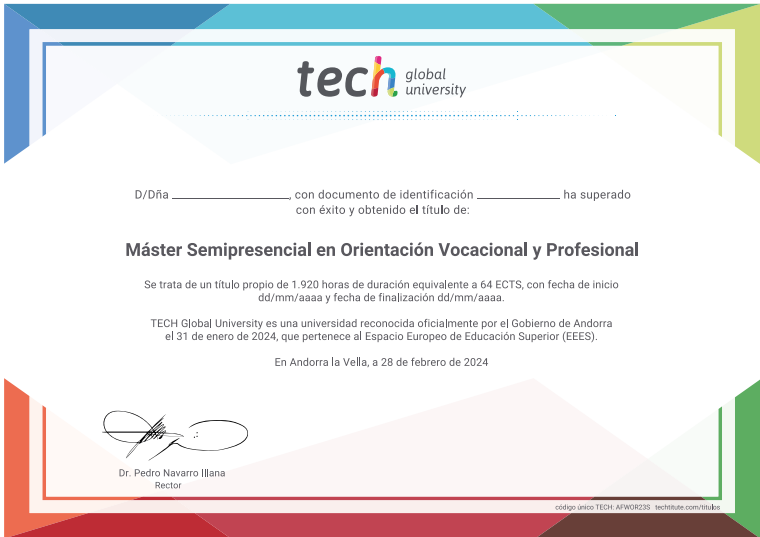 tech global university
D/Dña ________________, con documento de identificación ____________ ha superado
con éxito y obtenido el título de:
Máster Semipresencial en Orientación Vocacional y Profesional
Se trata de un título propio de 1.920 horas de duración equivalente a 64 ECTS, con fecha de inicio
dd/mm/aaaa y fecha de finalización dd/mm/aaaa.
TECH Global University es una universidad reconocida oficialmente por el Gobierno de Andorra
el 31 de enero de 2024, que pertenece al Espacio Europeo de Educación Superior (EEES).
En Andorra la Vella, a 28 de febrero de 2024
Dr. Pedro Navarro Illana
Rector
código único TECH: AFWOR23S techtitute.com/titulos